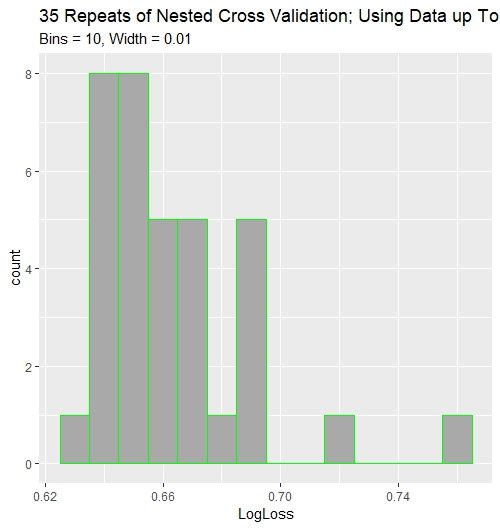 35 Repeats of Nested Cross Validation; Using Data up To
Bins = 10, Width = 0.01
8
6
4
2
0
count
0.62
0.66
0.70
0.74
LogLoss